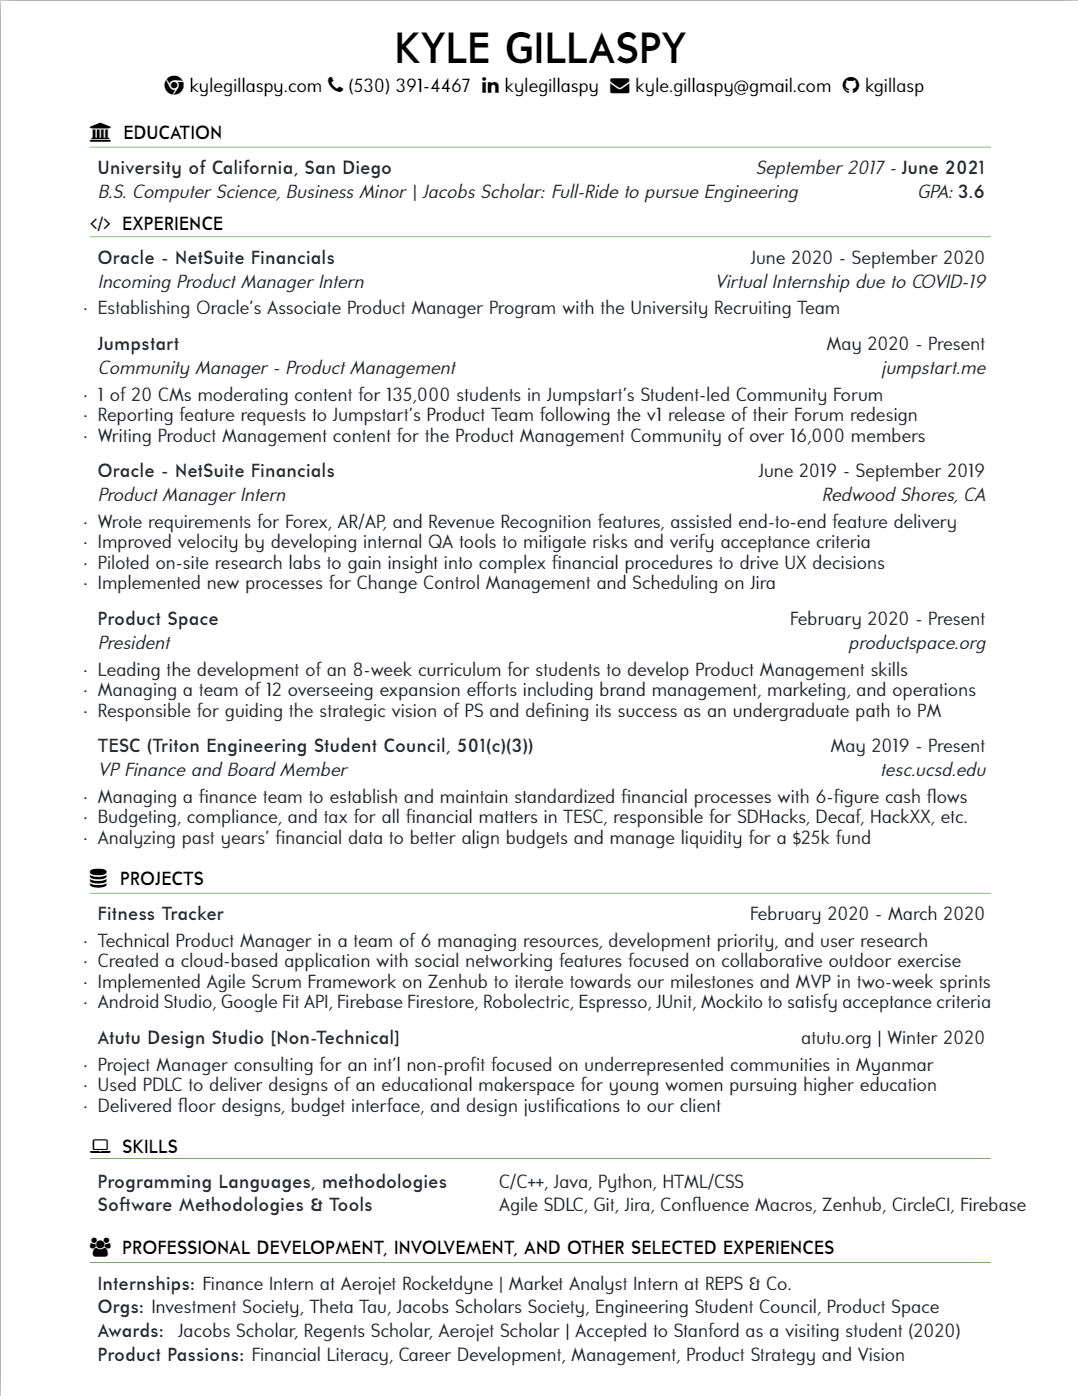 KYLE GILLASPY
kylegillaspy.com (530) 391-4467 kylegillaspy kyle.gillaspy@gmail.com kgillasp
EDUCATION
University of California, San Diego September 2017 - June 2021
B.S. Computer Science, Business Minor | Jacobs Scholar: Full-Ride to pursue Engineering GPA: 3.6
</> EXPERIENCE
Oracle - NetSuite Financials June 2020 - September 2020
Incoming Product Manager Intern Virtual Internship due to COVID-19
· Establishing Oracle's Associate Product Manager Program with the University Recruiting Team
Jumpstart May 2020 - Present
Community Manager - Product Management jumpstart.me
· 1 of 20 CMs moderating content for 135,000 students in Jumpstart's Student-led Community Forum
· Reporting feature requests to Jumpstart's Product Team following the v1 release of their Forum redesign
· Writing Product Management content for the Product Management Community of over 16,000 members
Oracle - NetSuite Financials June 2019 - September 2019
Product Manager Intern Redwood Shores, CA
· Wrote requirements for Forex, AR/AP, and Revenue Recognition features, assisted end-to-end feature delivery
· Improved velocity by developing internal QA tools to mitigate risks and verify acceptance criteria
· Piloted on-site research labs to gain insight into complex financial procedures to drive UX decisions
· Implemented new processes for Change Control Management and Scheduling on Jira
Product Space February 2020 - Present
President productspace.org
· Leading the development of an 8-week curriculum for students to develop Product Management skills
· Managing a team of 12 overseeing expansion efforts including brand management, marketing, and operations
· Responsible for guiding the strategic vision of PS and defining its success as an undergraduate path to PM
TESC (Triton Engineering Student Council, 501(c)(3)) May 2019 - Present
VP Finance and Board Member tesc.ucsd.edu
· Managing a finance team to establish and maintain standardized financial processes with 6-figure cash flows
· Budgeting, compliance, and tax for all financial matters in TESC, responsible for SDHacks, Decaf, HackXX, etc.
· Analyzing past years' financial data to better align budgets and manage liquidity for a $25k fund
PROJECTS
Fitness Tracker February 2020 - March 2020
· Technical Product Manager in a team of 6 managing resources, development priority, and user research
· Created a cloud-based application with social networking features focused on collaborative outdoor exercise
· Implemented Agile Scrum Framework on Zenhub to iterate towards our milestones and MVP in two-week sprints
· Android Studio, Google Fit API, Firebase Firestore, Robolectric, Espresso, JUnit, Mockito to satisfy acceptance criteria
Atutu Design Studio [Non-Technical] atutu.org | Winter 2020
· Project Manager consulting for an int'l non-profit focused on underrepresented communities in Myanmar
· Used PDLC to deliver designs of an educational makerspace for young women pursuing higher education
· Delivered floor designs, budget interface, and design justifications to our client
SKILLS
Programming Languages, methodologies C/C++, Java, Python, HTML/CSS
Software Methodologies & Tools Agile SDLC, Git, Jira, Confluence Macros, Zenhub, CircleCI, Firebase
PROFESSIONAL DEVELOPMENT, INVOLVEMENT, AND OTHER SELECTED EXPERIENCES
Internships: Finance Intern at Aerojet Rocketdyne | Market Analyst Intern at REPS & Co.
Orgs: Investment Society, Theta Tau, Jacobs Scholars Society, Engineering Student Council, Product Space
Awards: Jacobs Scholar, Regents Scholar, Aerojet Scholar | Accepted to Stanford as a visiting student (2020)
Product Passions: Financial Literacy, Career Development, Management, Product Strategy and Vision